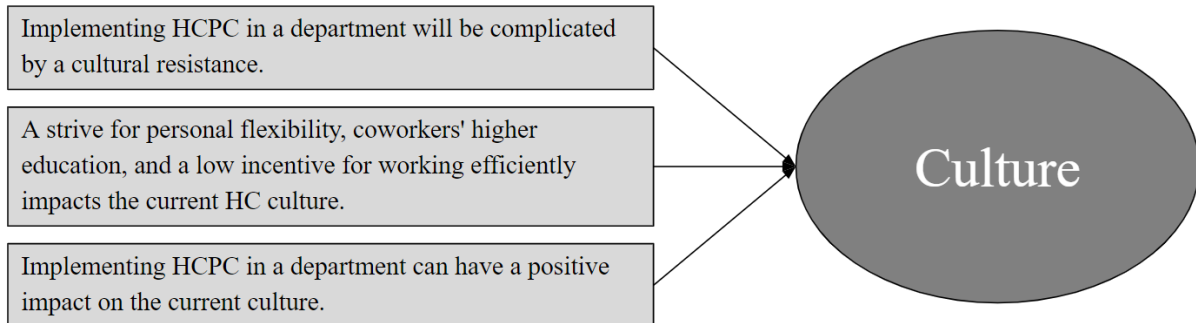 Implementing HCPC in a department will be complicated
by a cultural resistance.
A strive for personal flexibility, coworkers' higher
education, and a low incentive for working efficiently
impacts the current HC culture.
Implementing HCPC in a department can have a positive
impact on the current culture.
Culture